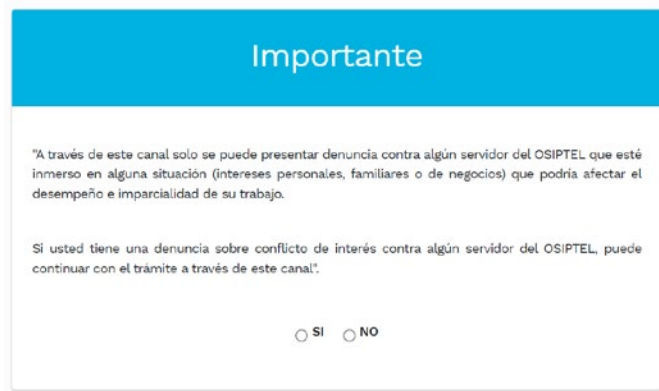 Importante
"A través de este canal solo se puede presentar denuncia contra algún servidor del OSIPTEL que esté
inmerso en alguna situación (intereses personales, familiares o de negocios) que podría afectar el
desempeño e imparcialidad de su trabajo.
Si usted tiene una denuncia sobre conflicto de interés contra algún servidor del OSIPTEL, puede
continuar con el trámite a través de este canal".
SI NO